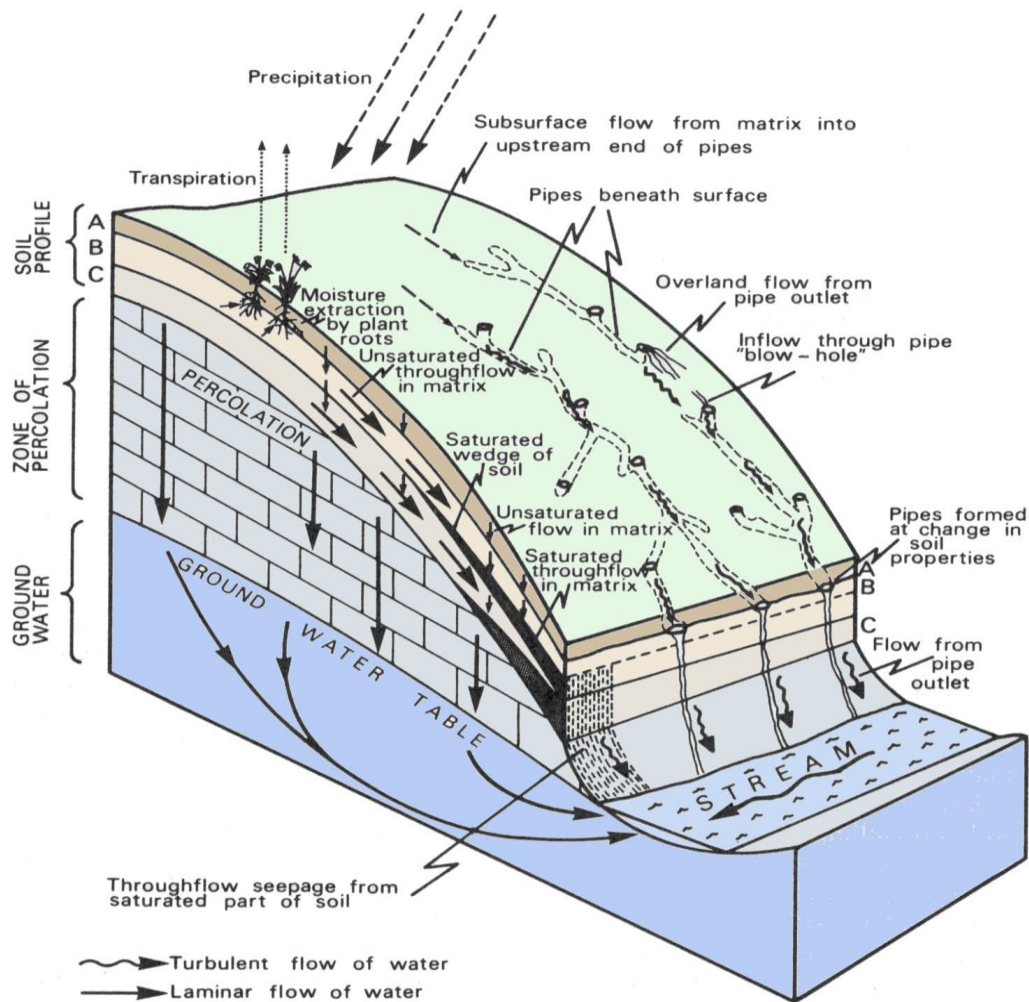 Precipitation
Subsurface flow from matrix into
upstream end of pipes
Transpiration
Pipes beneath surface
SOIL
PROFILE
A
B
C
Overland flow from
pipe outlet
Moisture
extraction
by plant
roots
Inflow through pipe
"blow-hole"
Unsaturated
throughflow
in matrix
ZONE OF
PERCOLATION
PERCOLATION
Saturated
wedge of
soil
Unsaturated
flow in matrix
Pipes formed
at change in
soil
properties
Saturated
throughflow
in matrix
A
B
C
GROUND
WATER
GROUND WATER TABLE
Flow from
pipe
outlet
STREAM
Throughflow seepage from
saturated part of soil
Turbulent flow of water
Laminar flow of water